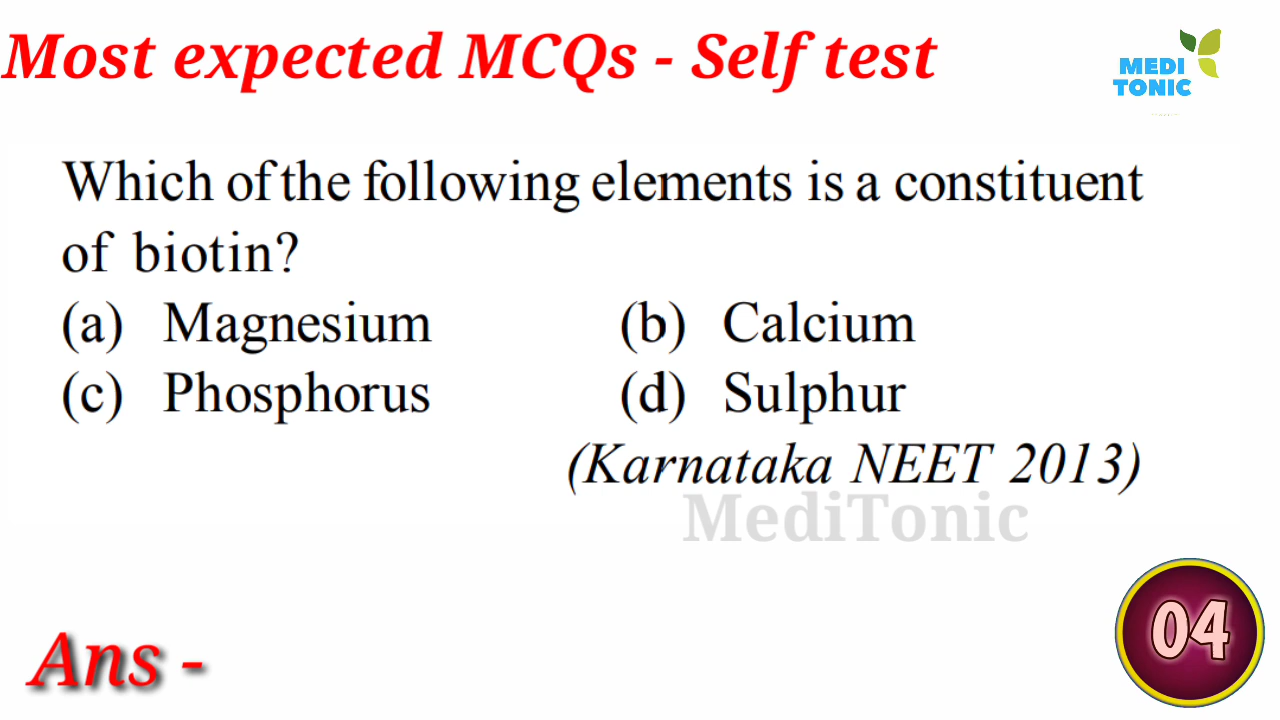 Most expected MCQs - Self test
MEDI
TONIC
Which of the following elements is a constituent
of biotin?
(a) Magnesium (b) Calcium
(c) Phosphorus (d) Sulphur
(Karnataka NEET 2013)
MediTonic
04
Ans -